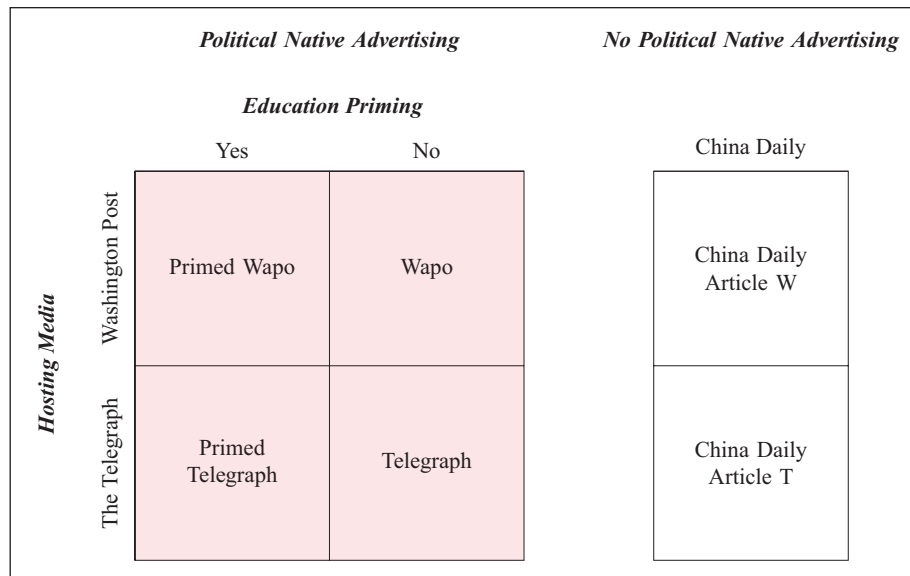 Political Native Advertising
No Political Native Advertising
Education Priming
Yes
No
China Daily
Hosting Media
Washington Post
Primed Wapo
Wapo
China Daily
Article W
The Telegraph
Primed
Telegraph
Telegraph
China Daily
Article T